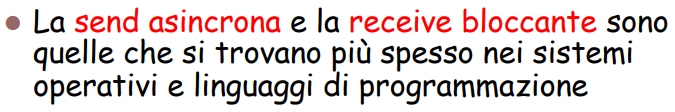 ● La send asincrona e la receive bloccante sono
quelle che si trovano più spesso nei sistemi
operativi e linguaggi di programmazione